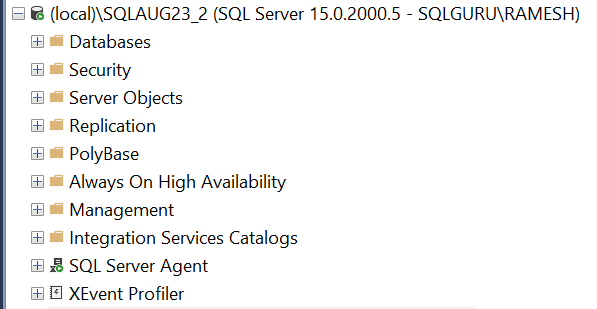 (local)\SQLAUG23_2 (SQL Server 15.0.2000.5 - SQLGURU\RAMESH)
Databases
Security
Server Objects
Replication
PolyBase
Always On High Availability
Management
Integration Services Catalogs
SQL Server Agent
XEvent Profiler